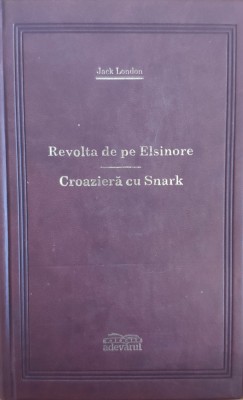 Jack London
Revolta de pe Elsinore
Croazieră cu Snark
adevărul